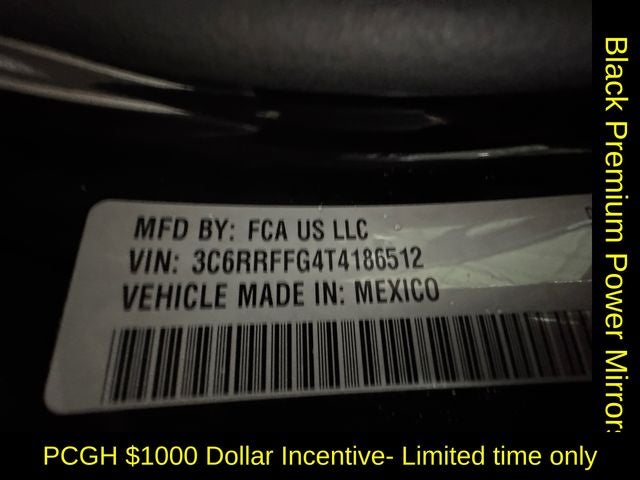 MFD BY: FCA US LLC
VIN: 3C6RRFFG4T4186512
VEHICLE MADE IN: MEXICO
Black Premium Power Mirrors
PCGH $1000 Dollar Incentive- Limited time only